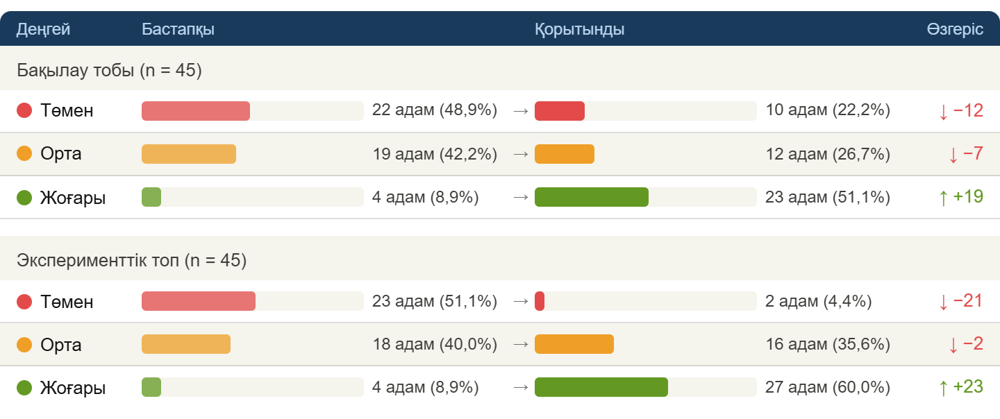 Деңгей Бастапқы Қорытынды Өзгеріс
Бақылау тобы (n = 45)
Төмен 22 адам (48,9%) → 10 адам (22,2%) ↓ −12
Орта 19 адам (42,2%) → 12 адам (26,7%) ↓ −7
Жоғары 4 адам (8,9%) → 23 адам (51,1%) ↑ +19
Эксперименттік топ (n = 45)
Төмен 23 адам (51,1%) → 2 адам (4,4%) ↓ −21
Орта 18 адам (40,0%) → 16 адам (35,6%) ↓ −2
Жоғары 4 адам (8,9%) → 27 адам (60,0%) ↑ +23